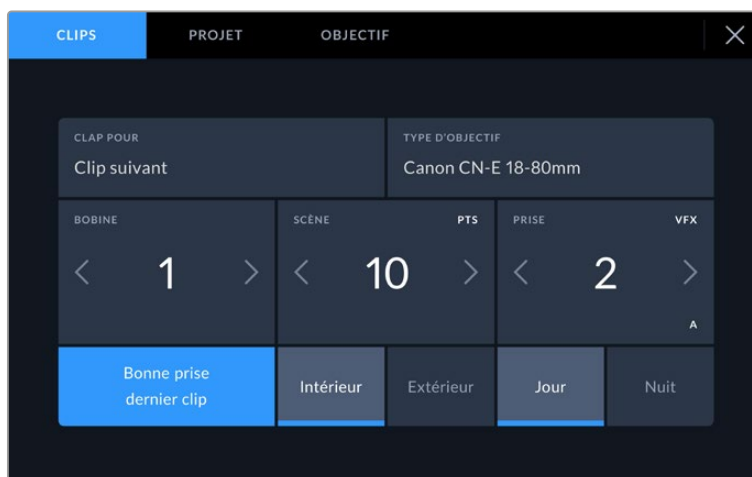 CLIPS PROJET OBJECTIF
CLAP POUR TYPE D'OBJECTIF
Clip suivant Canon CN-E 18-80mm
BOBINE SCÈNE PTS PRISE VFX
1 10 2
A
Bonne prise
dernier clip
Intérieur Extérieur Jour Nuit